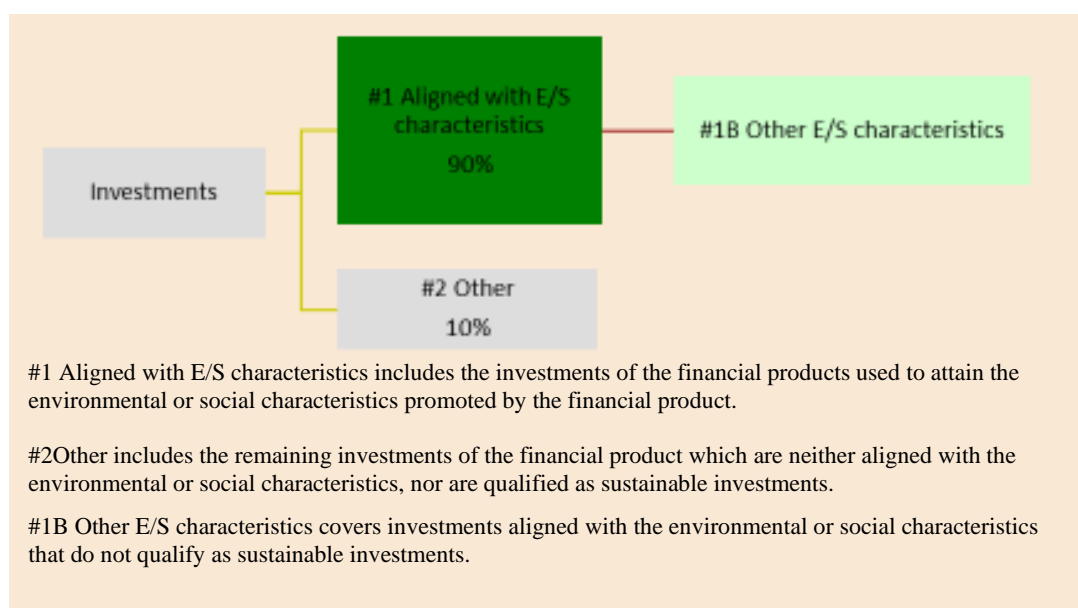 #1 Aligned with E/S
characteristics
90%
#1B Other E/S characteristics
Investments
#2 Other
10%
#1 Aligned with E/S characteristics includes the investments of the financial products used to attain the
environmental or social characteristics promoted by the financial product.
#2Other includes the remaining investments of the financial product which are neither aligned with the
environmental or social characteristics, nor are qualified as sustainable investments.
#1B Other E/S characteristics covers investments aligned with the environmental or social characteristics
that do not qualify as sustainable investments.